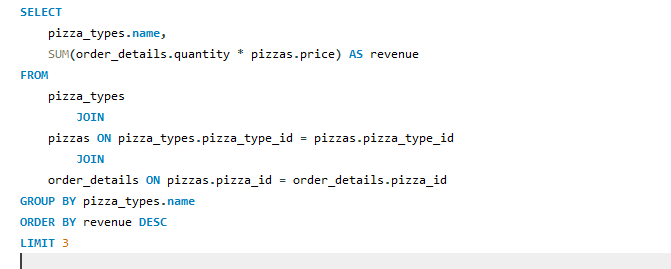 SELECT
    pizza_types.name,
    SUM(order_details.quantity * pizzas.price) AS revenue
FROM
    pizza_types
        JOIN
    pizzas ON pizza_types.pizza_type_id = pizzas.pizza_type_id
        JOIN
    order_details ON pizzas.pizza_id = order_details.pizza_id
GROUP BY pizza_types.name
ORDER BY revenue DESC
LIMIT 3